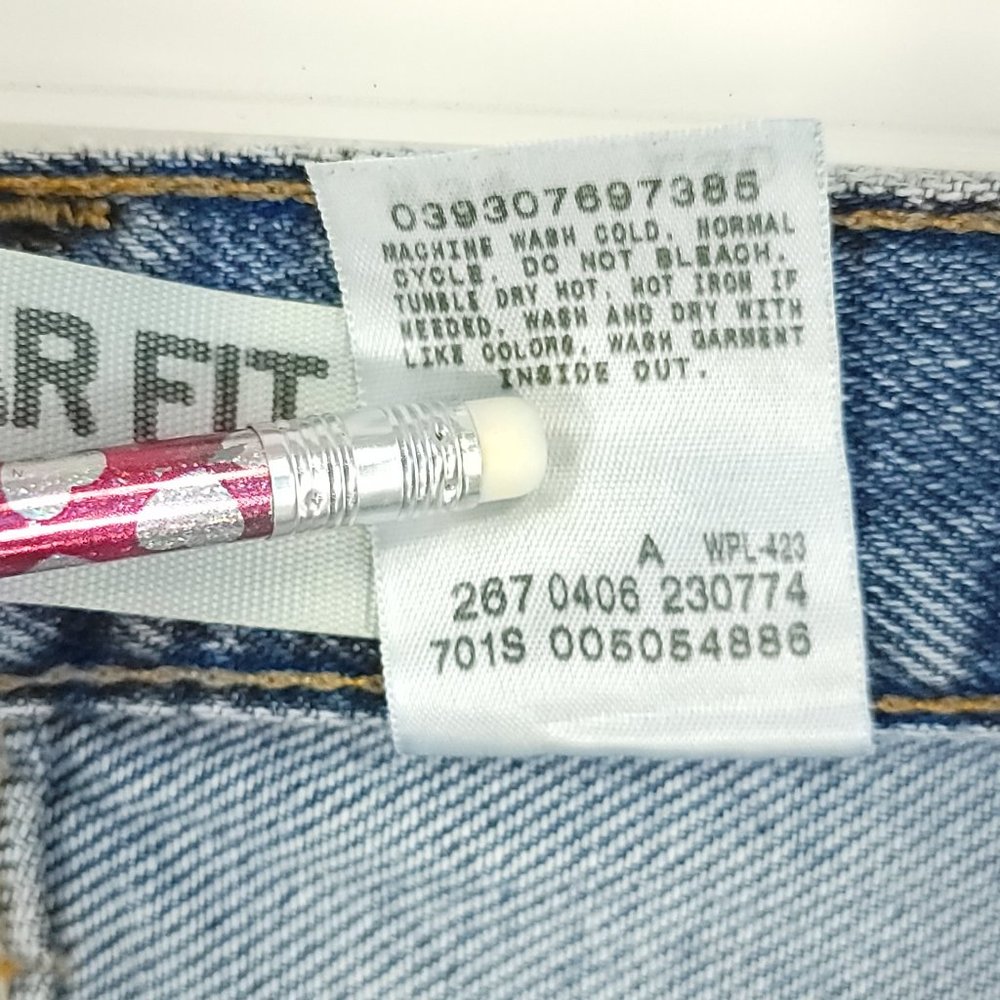 039307697385
MACHINE WASH COLD, NORMAL
CYCLE. DO NOT BLEACH.
TUMBLE DRY HOT. HOT IRON IF
NEEDED. WASH AND DRY WITH
LIKE COLORS. WASH GARMENT
INSIDE OUT.
R FIT
A WPL-423
267 0406 230774
701S 005054886